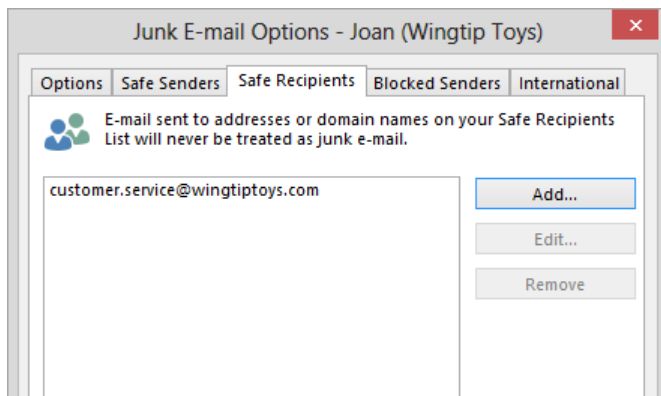 Junk E-mail Options - Joan (Wingtip Toys)
Options Safe Senders Safe Recipients Blocked Senders International
E-mail sent to addresses or domain names on your Safe Recipients
List will never be treated as junk e-mail.
customer.service@wingtiptoys.com
Add...
Edit...
Remove